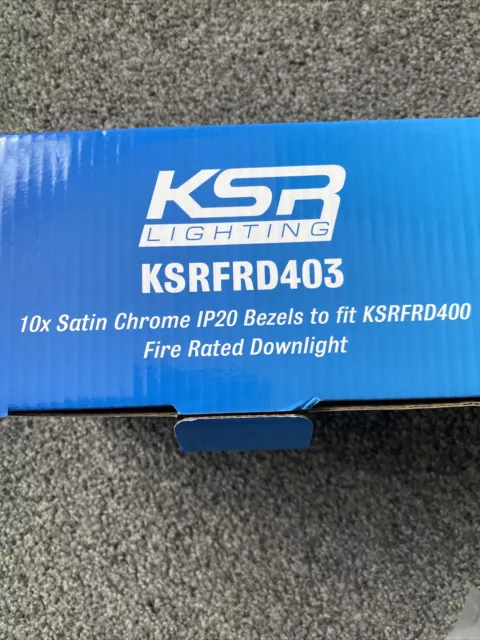 KSR
LIGHTING
KSRFRD403
10x Satin Chrome IP20 Bezels to fit KSRFRD400
Fire Rated Downlight